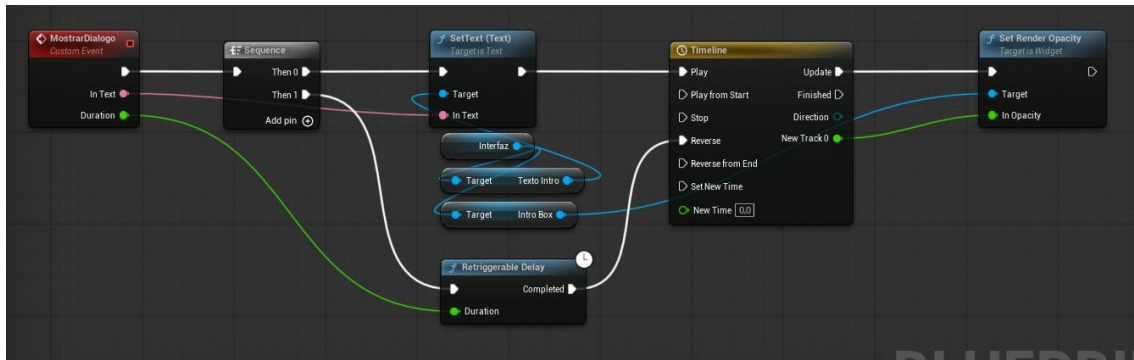 MostrarDialogo
Custom Event
In Text
Duration
Sequence
Then 0
Then 1
Add pin
SetText (Text)
Target is Text
Target
In Text
Interfaz
Target Texto Intro
Target Intro Box
Retriggerable Delay
Completed
Duration
Timeline
Play Update
Play from Start Finished
Stop Direction
Reverse New Track 0
Reverse from End
Set New Time
New Time 0,0
Set Render Opacity
Target is Widget
Target
In Opacity